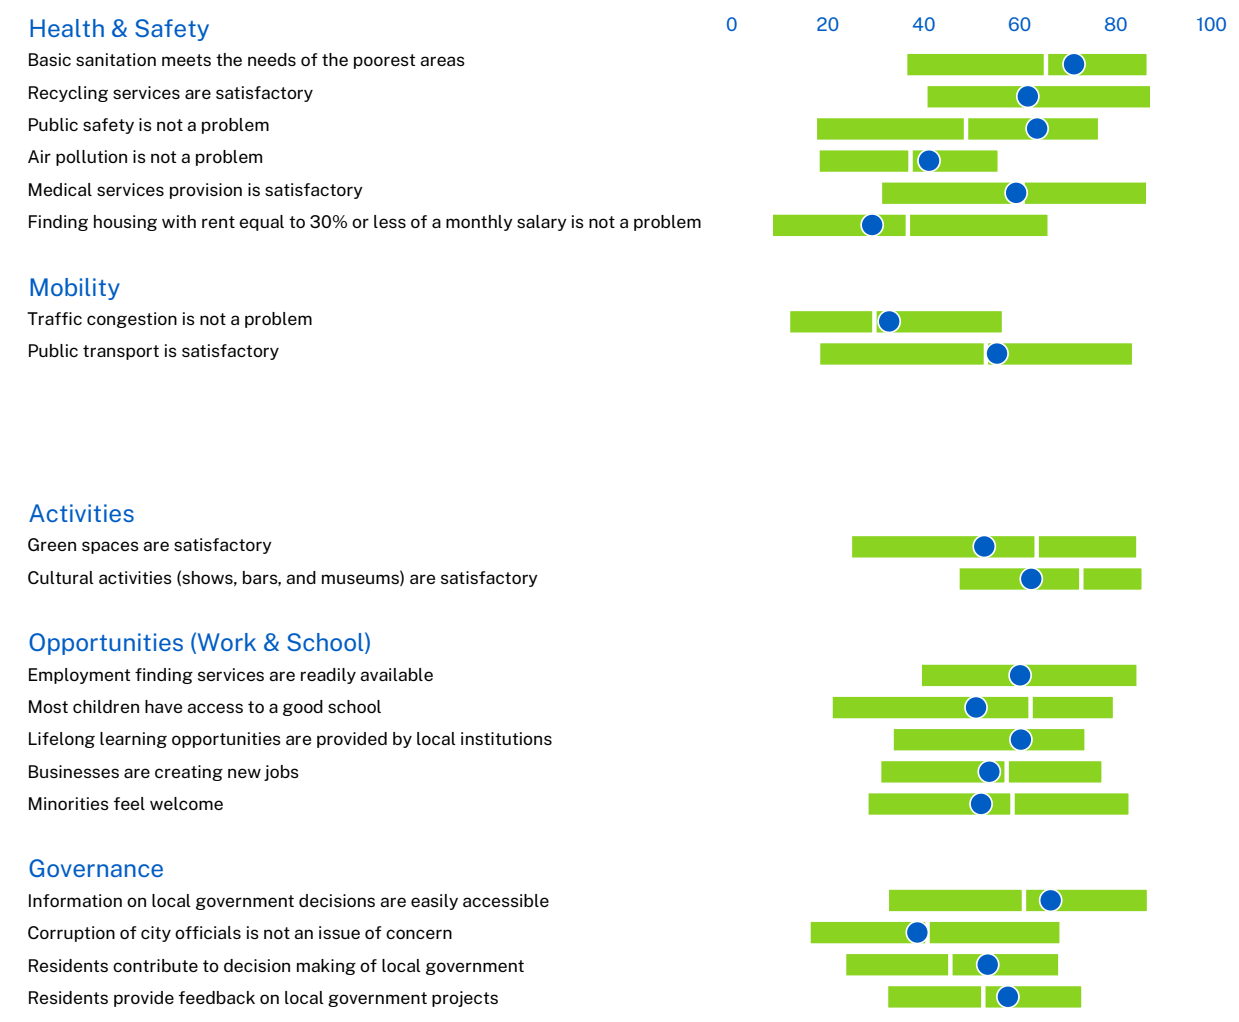 Health & Safety 0 20 40 60 80 100
Basic sanitation meets the needs of the poorest areas
Recycling services are satisfactory
Public safety is not a problem
Air pollution is not a problem
Medical services provision is satisfactory
Finding housing with rent equal to 30% or less of a monthly salary is not a problem
Mobility
Traffic congestion is not a problem
Public transport is satisfactory
Activities
Green spaces are satisfactory
Cultural activities (shows, bars, and museums) are satisfactory
Opportunities (Work & School)
Employment finding services are readily available
Most children have access to a good school
Lifelong learning opportunities are provided by local institutions
Businesses are creating new jobs
Minorities feel welcome
Governance
Information on local government decisions are easily accessible
Corruption of city officials is not an issue of concern
Residents contribute to decision making of local government
Residents provide feedback on local government projects